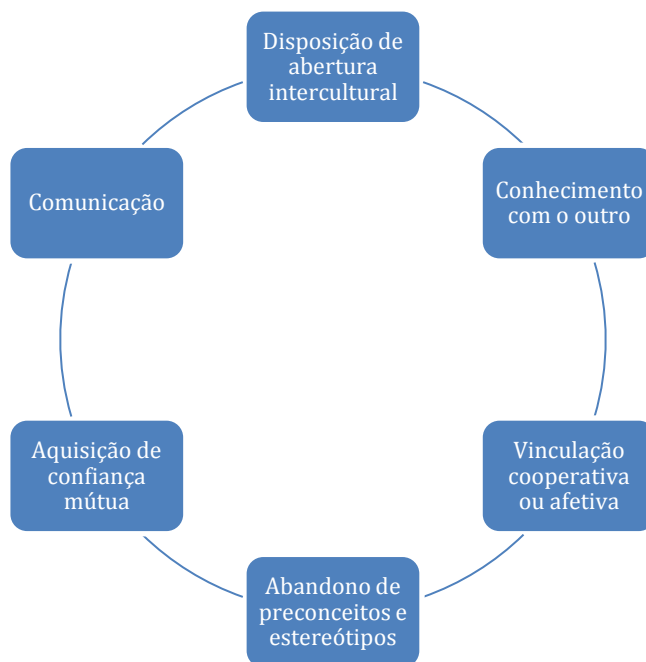 Disposição de
abertura
intercultural
Conhecimento
com o outro
Vinculação
cooperativa
ou afetiva
Abandono de
preconceitos e
estereótipos
Aquisição de
confiança
mútua
Comunicação